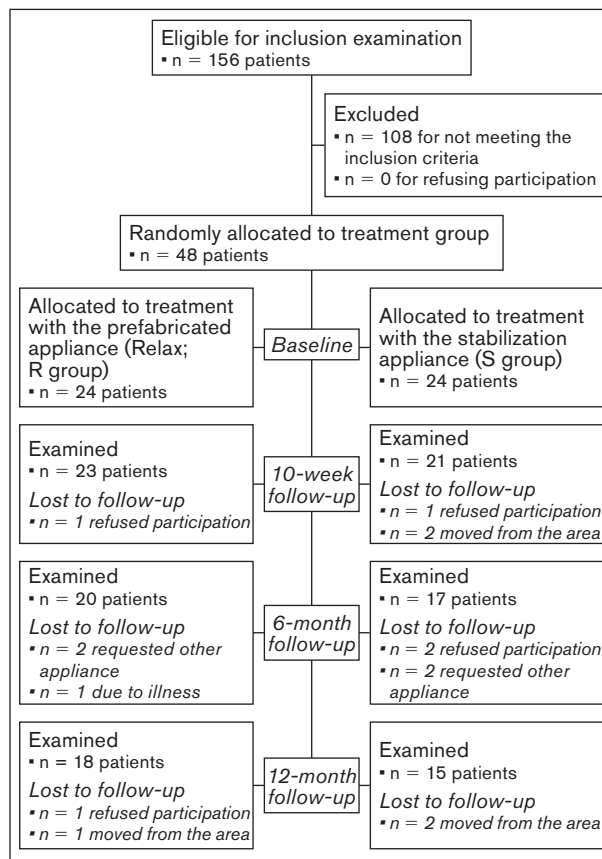 Eligible for inclusion examination
▪ n = 156 patients
Excluded
▪ n = 108 for not meeting the
inclusion criteria
▪ n = 0 for refusing participation
Randomly allocated to treatment group
▪ n = 48 patients
Allocated to treatment
with the prefabricated
appliance (Relax;
R group)
▪ n = 24 patients
Baseline
Allocated to treatment
with the stabilization
appliance (S group)
▪ n = 24 patients
Examined
▪ n = 23 patients
Lost to follow-up
▪ n = 1 refused participation
10-week
follow-up
Examined
▪ n = 21 patients
Lost to follow-up
▪ n = 1 refused participation
▪ n = 2 moved from the area
Examined
▪ n = 20 patients
Lost to follow-up
▪ n = 2 requested other
appliance
▪ n = 1 due to illness
6-month
follow-up
Examined
▪ n = 17 patients
Lost to follow-up
▪ n = 2 refused participation
▪ n = 2 requested other
appliance
Examined
▪ n = 18 patients
Lost to follow-up
▪ n = 1 refused participation
▪ n = 1 moved from the area
12-month
follow-up
Examined
▪ n = 15 patients
Lost to follow-up
▪ n = 2 moved from the area